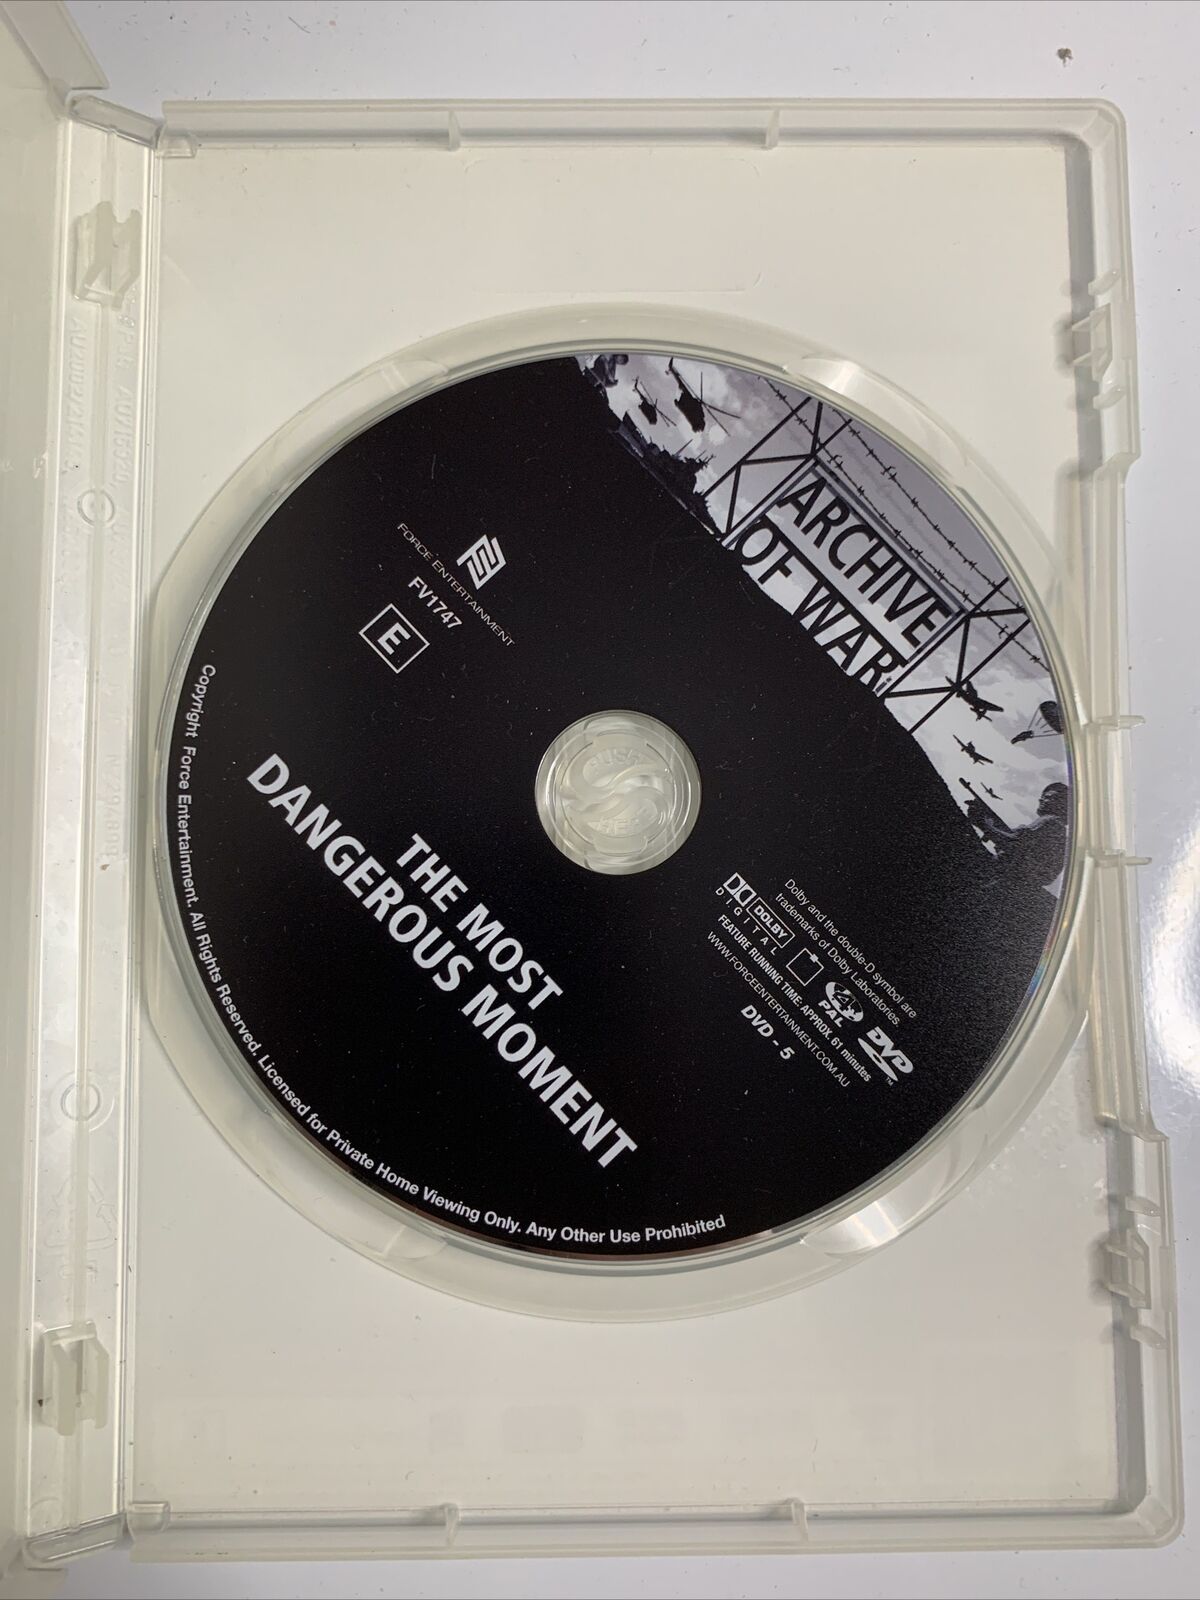 ARCHIVE
OF WAR
FORCE ENTERTAINMENT
FV1747
E
THE MOST
DANGEROUS MOMENT
Dolby and the double-D symbol are
trademarks of Dolby Laboratories.
DOLBY
DIGITAL
4
PAL
DVD™
FEATURE RUNNING TIME: APPROX. 61 minutes
WWW.FORCEENTERTAINMENT.COM.AU
DVD - 5
Copyright Force Entertainment. All Rights Reserved. Licensed for Private Home Viewing Only. Any Other Use Prohibited